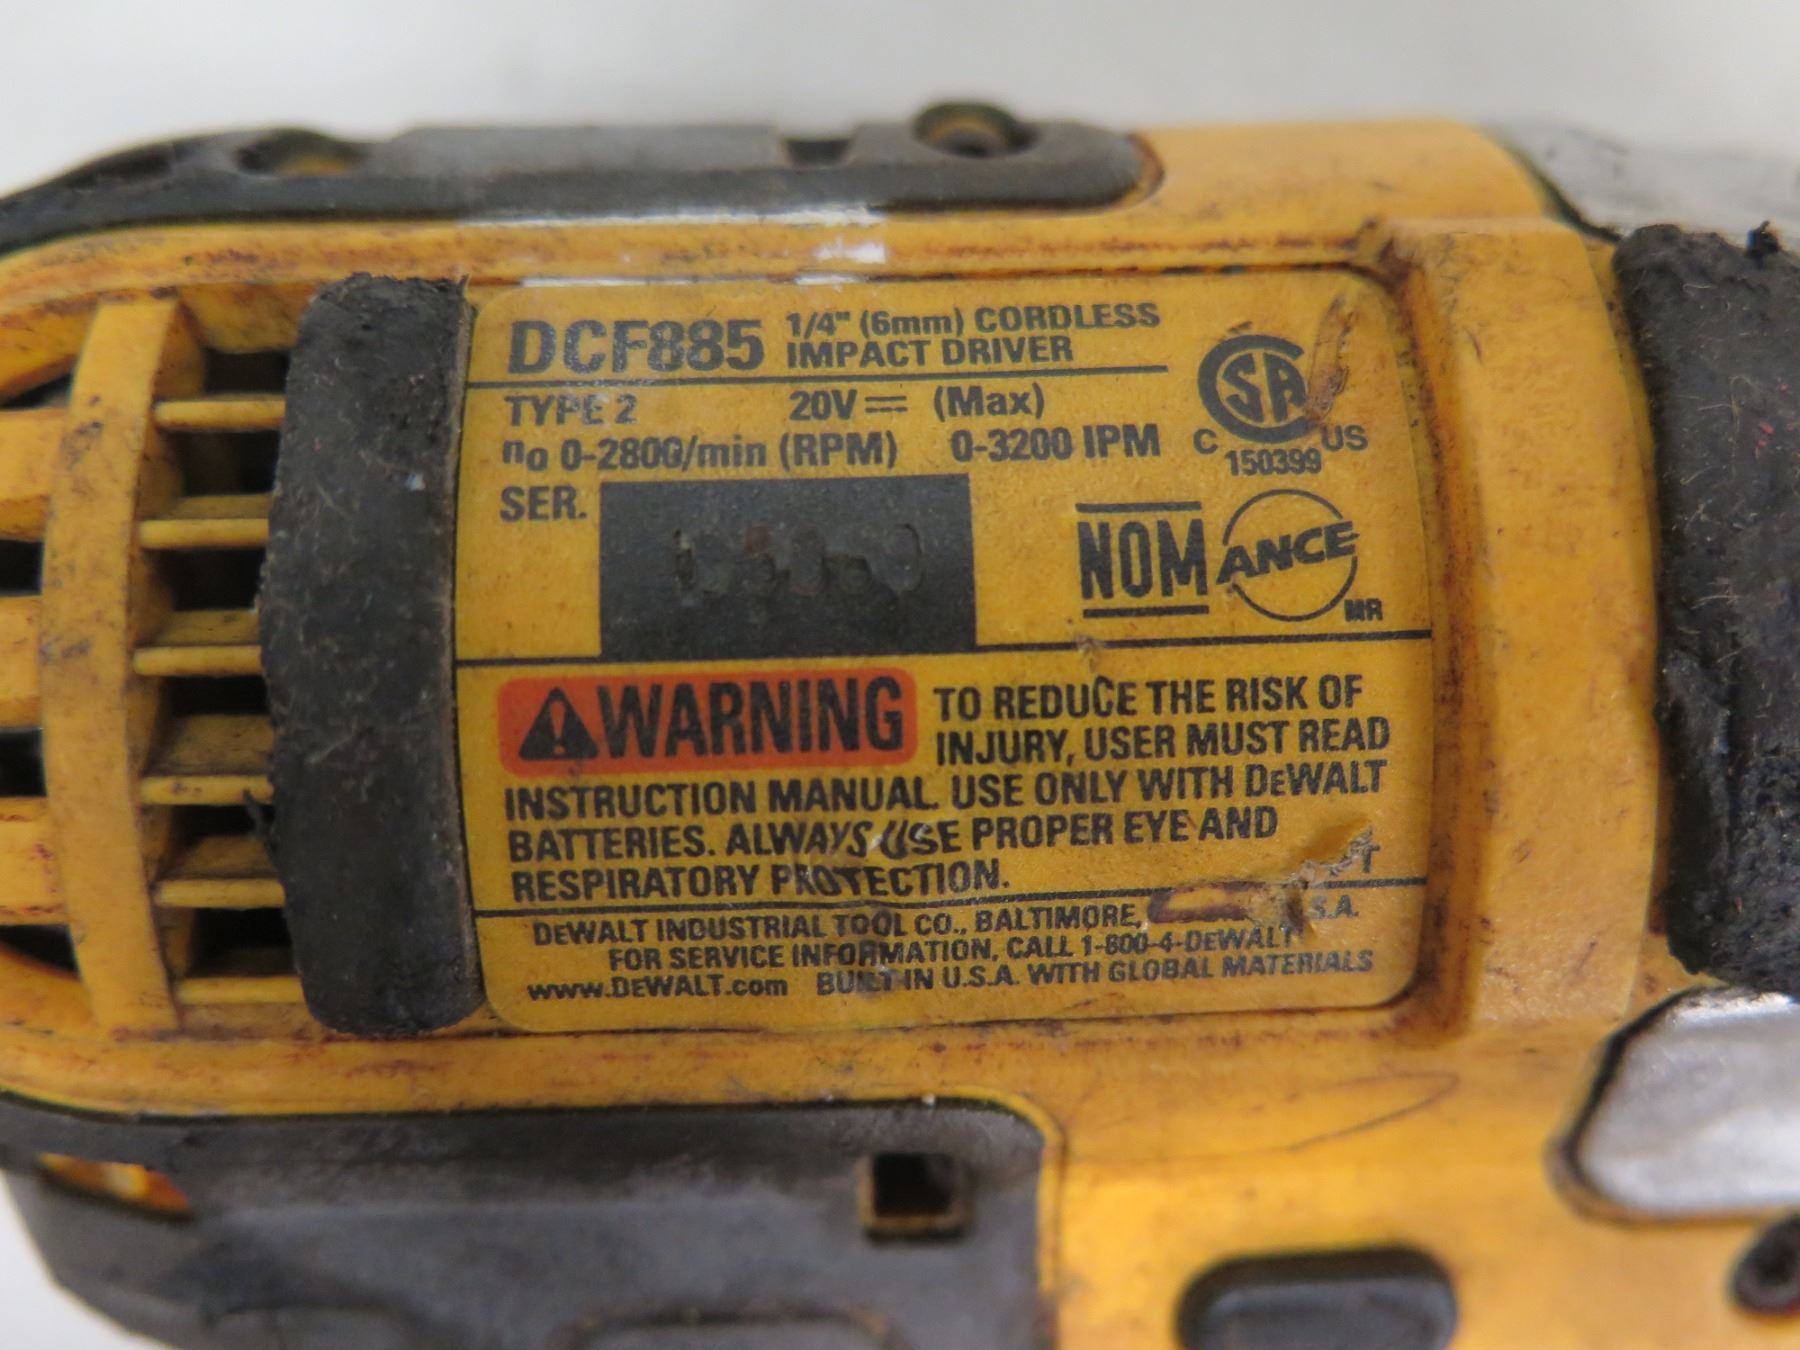 DCF885 1/4" (6mm) CORDLESS
IMPACT DRIVER
TYPE 2 20V⎓ (Max)
no 0-2800/min (RPM) 0-3200 IPM
SA
C US
150399
SER.
NOM ANCE
MR
WARNING TO REDUCE THE RISK OF
INJURY, USER MUST READ
INSTRUCTION MANUAL. USE ONLY WITH DEWALT
BATTERIES. ALWAYS USE PROPER EYE AND
RESPIRATORY PROTECTION.
DEWALT INDUSTRIAL TOOL CO., BALTIMORE,
FOR SERVICE INFORMATION, CALL 1-800-4-DEWALT
www.DEWALT.com BUILT IN U.S.A. WITH GLOBAL MATERIALS